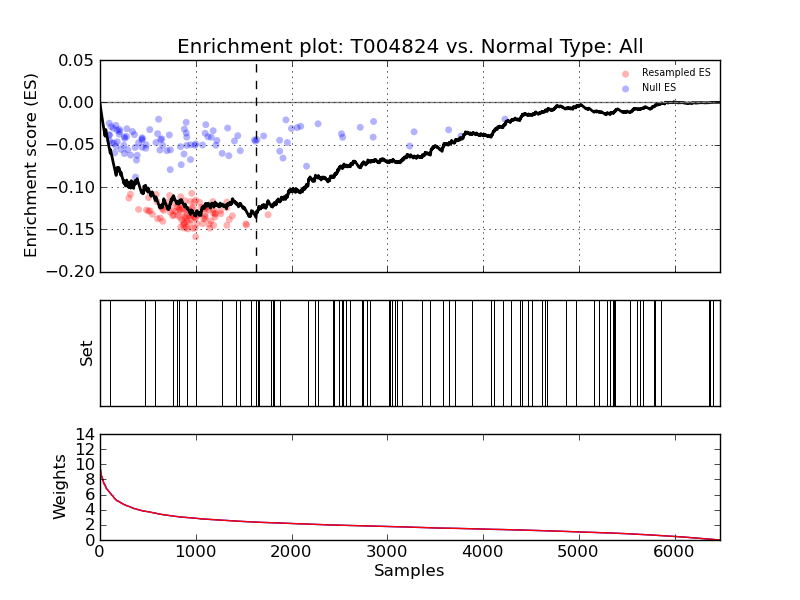 Enrichment plot: T004824 vs. Normal Type: All
0.05
0.00
−0.05
−0.10
−0.15
−0.20
Enrichment score (ES)
Resampled ES
Null ES
Set
14
12
10
8
6
4
2
0
Weights
0 1000 2000 3000 4000 5000 6000
Samples